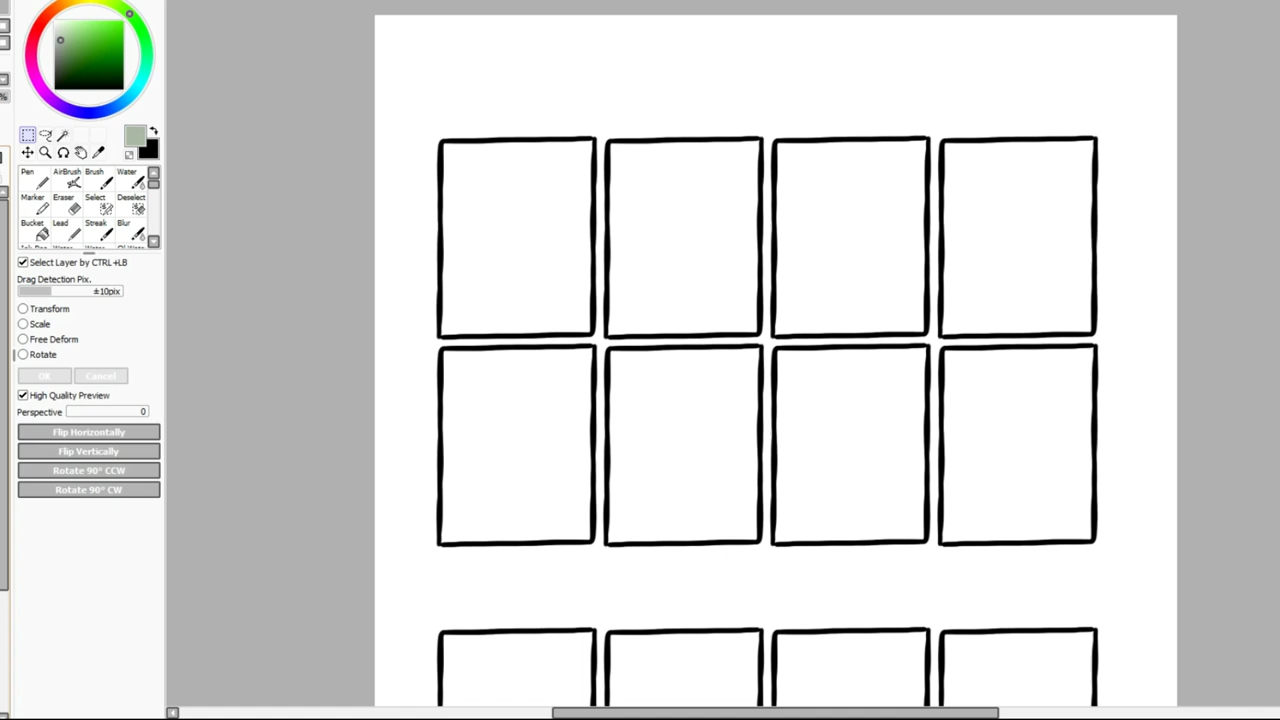 %
Pen AirBrush Brush Water
Marker Eraser Select Deselect
Bucket Lead Streak Blur
Select Layer by CTRL+LB
Drag Detection Pix.
±10pix
Transform
Scale
Free Deform
Rotate
OK Cancel
High Quality Preview
Perspective 0
Flip Horizontally
Flip Vertically
Rotate 90° CCW
Rotate 90° CW